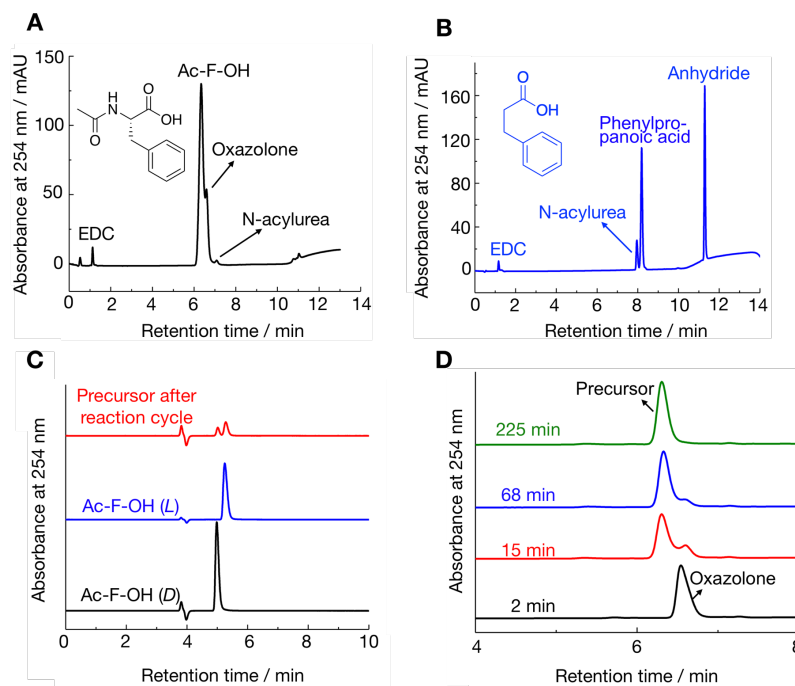 A
Absorbance at 254 nm / mAU
150
100
50
0
0
2
4
6
8
10
12
14
Retention time / min
EDC
Ac-F-OH
Oxazolone
N-acylurea
H
N
O
O
OH
B
Absorbance at 254 nm / mAU
160
120
80
40
0
0
2
4
6
8
10
12
14
Retention time / min
EDC
N-acylurea
Phenylpro-
panoic acid
Anhydride
O
OH
C
Absorbance at 254 nm
Precursor after
reaction cycle
Ac-F-OH (L)
Ac-F-OH (D)
0
2
4
6
8
10
Retention time / min
D
Absorbance at 254 nm
Precursor
225 min
68 min
15 min
2 min
Oxazolone
4
6
8
Retention time / min